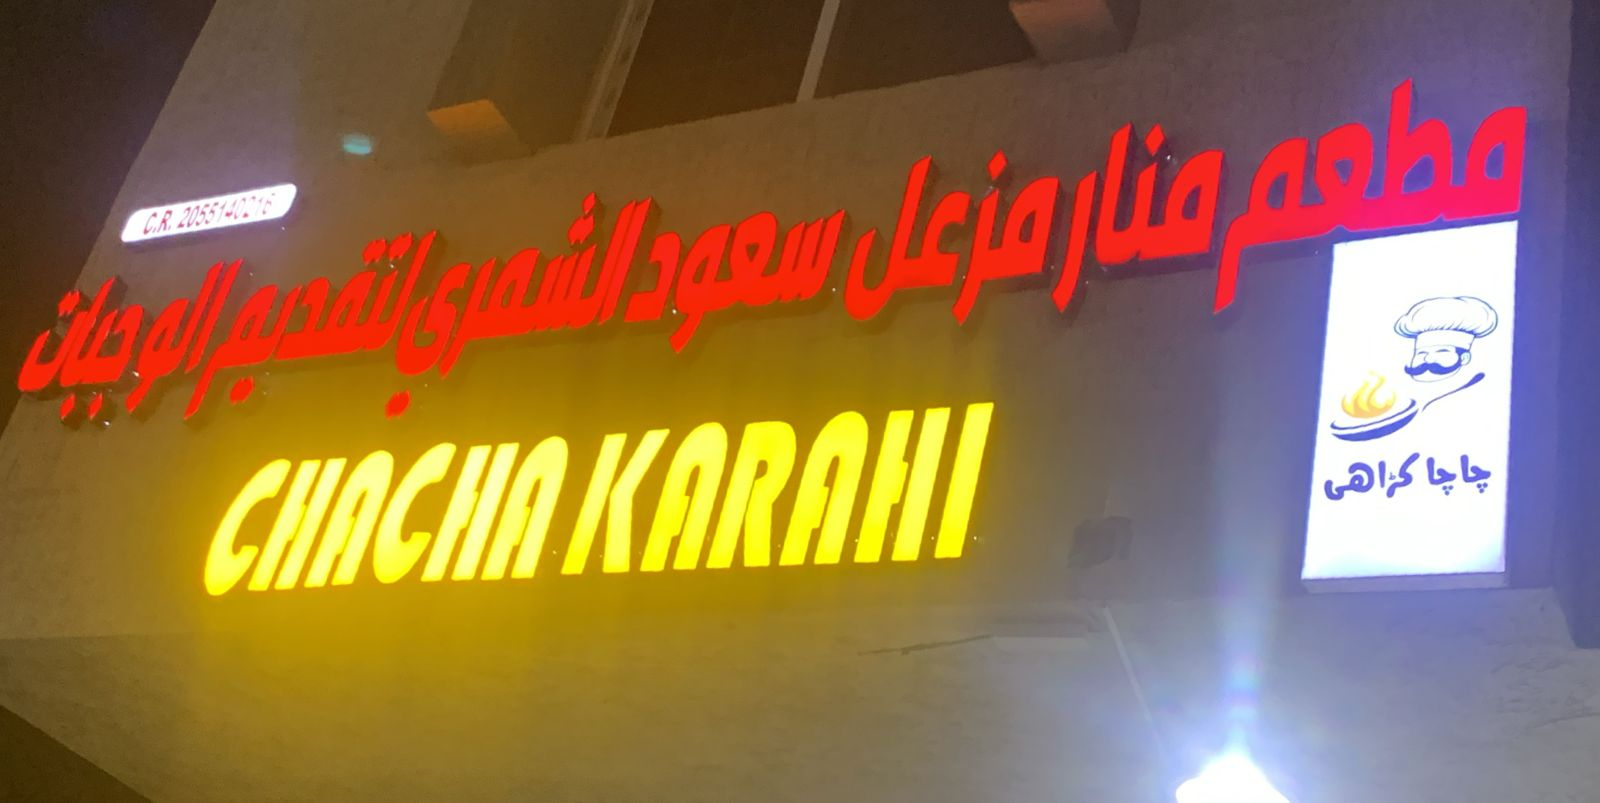 C.R. 2055140216
مطعم منار مزعل سعود الشمري لتقديم الوجبات
CHACHA KARAHI
چاچا کڑاھی